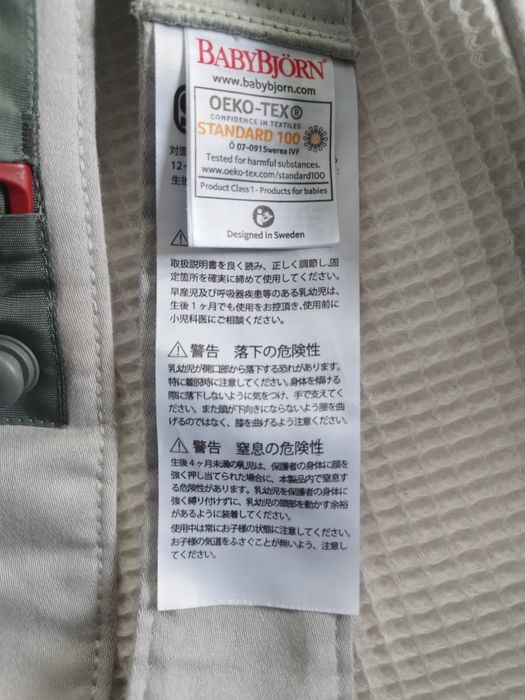 BABYBJÖRN®
www.babybjorn.com
OEKO-TEX®
CONFIDENCE IN TEXTILES
STANDARD 100
Ö 07-091 Swerea IVF
Tested for harmful substances.
www.oeko-tex.com/standard100
Product Class 1 - Products for babies
Designed in Sweden
対面
12ヶ
生後
取扱説明書を良く読み、正しく調節し、固
定箇所を確実に締めて使用してください。
早産児及び呼吸器疾患等のある乳幼児は、
生後1ヶ月でも使用をお控頂き、使用前に
小児科医にご相談ください。
⚠警告 落下の危険性
乳幼児が開口部から落下する恐れがあります。
特に着脱時に注意してください。身体を傾ける
際に落下しないように気をつけ、手で支えてく
ださい。また頭が下向きにならないよう腰を曲
げるのではなく、膝を曲げるよう注意ください。
⚠警告 窒息の危険性
生後4ヶ月未満の乳児は、保護者の身体に顔を
強く押し当てられた場合に、本製品内で窒息す
る危険性があります。乳幼児を保護者の身体に
強く縛り付けずに、乳幼児の頭部を動かす余裕
があるように装着してください。
使用中は常にお子様の状態に注意してください。
お子様の気道をふさぐことが無いよう、注意し
てください。